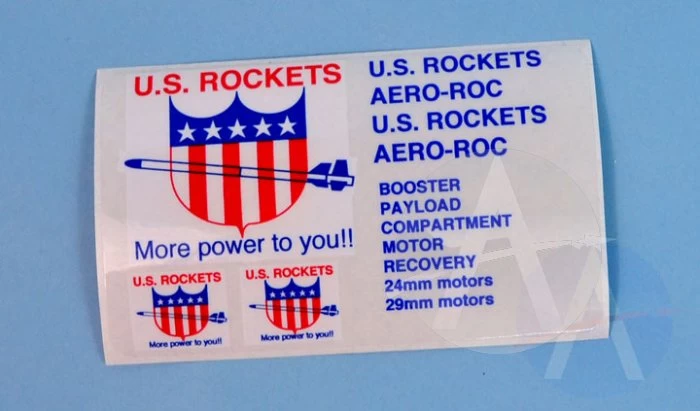 U.S. ROCKETS
More power to you!!
U.S. ROCKETS
More power to you!!
U.S. ROCKETS
More power to you!!
U.S. ROCKETS
AERO-ROC
U.S. ROCKETS
AERO-ROC
BOOSTER
PAYLOAD
COMPARTMENT
MOTOR
RECOVERY
24mm motors
29mm motors
AA